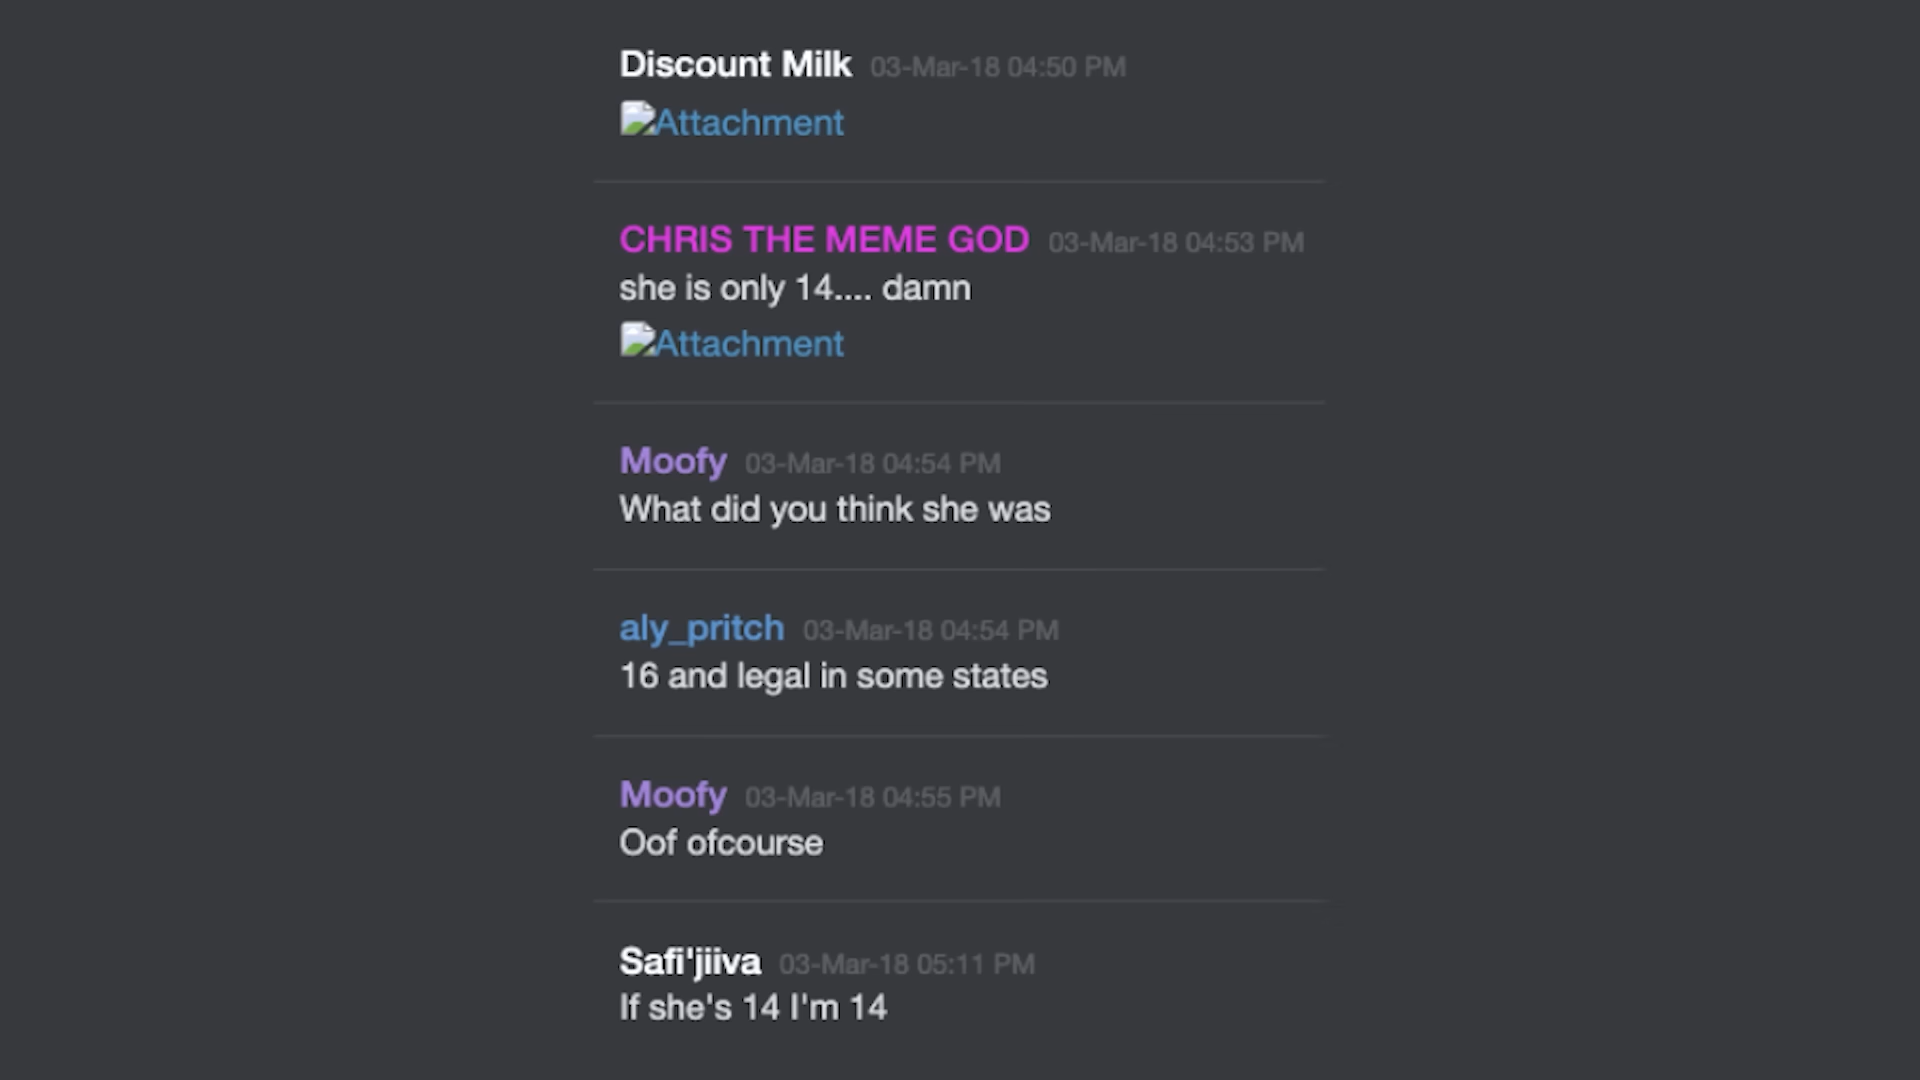 Discount Milk 03-Mar-18 04:50 PM
Attachment
CHRIS THE MEME GOD 03-Mar-18 04:53 PM
she is only 14.... damn
Attachment
Moofy 03-Mar-18 04:54 PM
What did you think she was
aly_pritch 03-Mar-18 04:54 PM
16 and legal in some states
Moofy 03-Mar-18 04:55 PM
Oof ofcourse
Safi'jiiva 03-Mar-18 05:11 PM
If she's 14 I'm 14